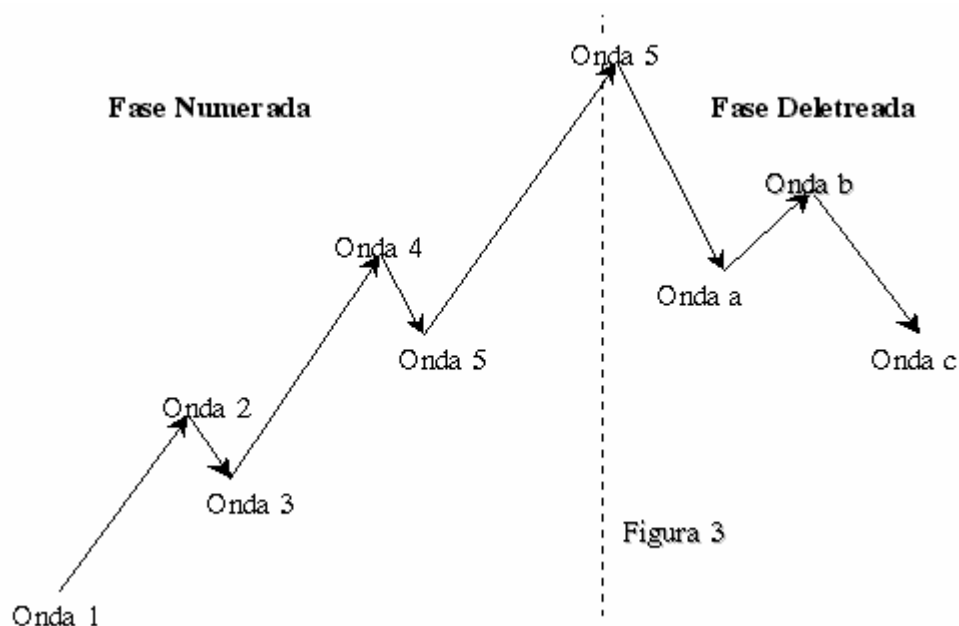 Onda 5
Fase Numerada
Fase Deletreada
Onda b
Onda 4
Onda a
Onda 5
Onda c
Onda 2
Onda 3
Figura 3
Onda 1